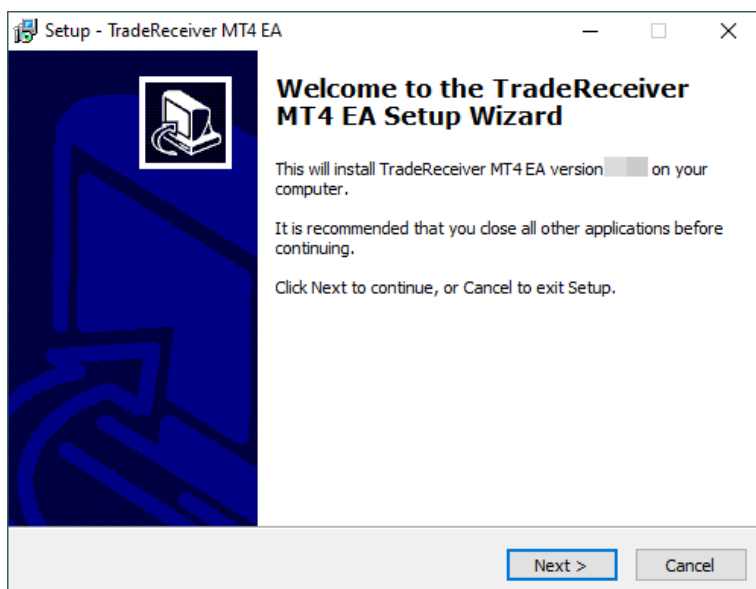 Setup - TradeReceiver MT4 EA
Welcome to the TradeReceiver
MT4 EA Setup Wizard
This will install TradeReceiver MT4 EA version on your
computer.
It is recommended that you close all other applications before
continuing.
Click Next to continue, or Cancel to exit Setup.
Next >
Cancel